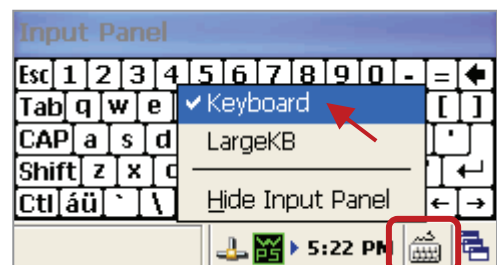 Input Panel
Esc 1 2 3 4 5 6 7 8 9 0 - =
Tab q w e [ ]
Keyboard
CAP a s d '
LargeKB
Shift z x
Hide Input Panel
Ctl áü ` \
5:22 PM